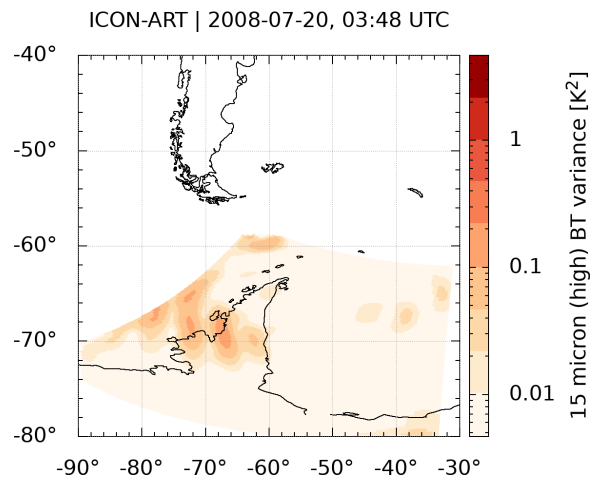 ICON-ART | 2008-07-20, 03:48 UTC
-40°
-50°
-60°
-70°
-80°
-90° -80° -70° -60° -50° -40° -30°
1
0.1
0.01
15 micron (high) BT variance [K²]